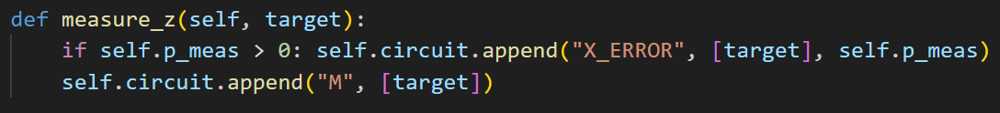 def measure_z(self, target):
    if self.p_meas > 0: self.circuit.append("X_ERROR", [target], self.p_meas)
    self.circuit.append("M", [target])